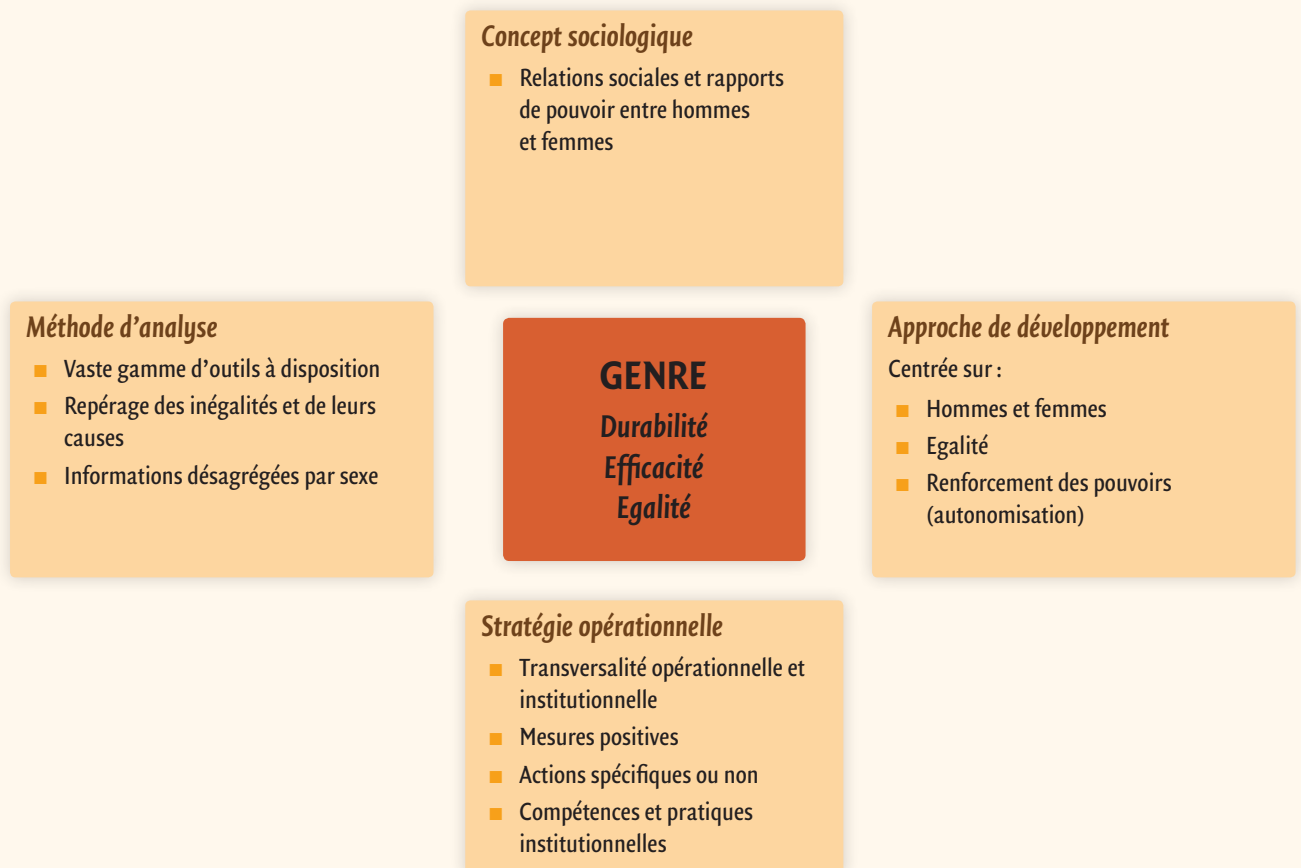 Concept sociologique
■ Relations sociales et rapports
de pouvoir entre hommes
et femmes
Méthode d’analyse
■ Vaste gamme d’outils à disposition
■ Repérage des inégalités et de leurs
causes
■ Informations désagrégées par sexe
GENRE
Durabilité
Efficacité
Egalité
Approche de développement
Centrée sur :
■ Hommes et femmes
■ Egalité
■ Renforcement des pouvoirs
(autonomisation)
Stratégie opérationnelle
■ Transversalité opérationnelle et
institutionnelle
■ Mesures positives
■ Actions spécifiques ou non
■ Compétences et pratiques
institutionnelles